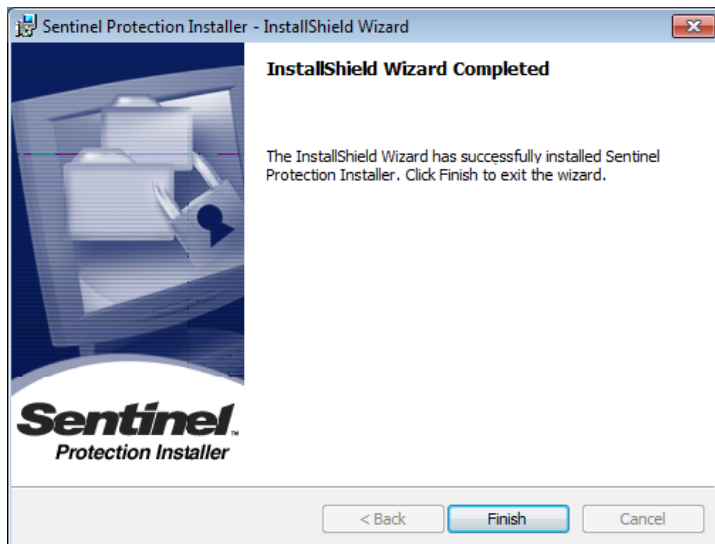 Sentinel Protection Installer - InstallShield Wizard
InstallShield Wizard Completed
The InstallShield Wizard has successfully installed Sentinel
Protection Installer. Click Finish to exit the wizard.
Sentinel™
Protection Installer
< Back
Finish
Cancel